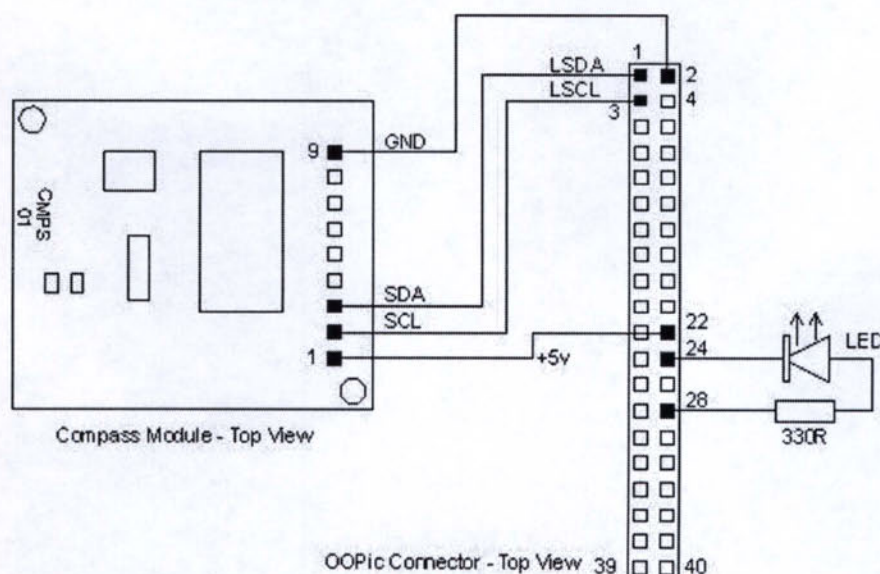 1
LSDA
2
LSCL
4
3
9
GND
CMPS
01
SDA
SCL
22
1
+5v
24
LED
28
330R
Compass Module - Top View
OOPic Connector - Top View
39
40